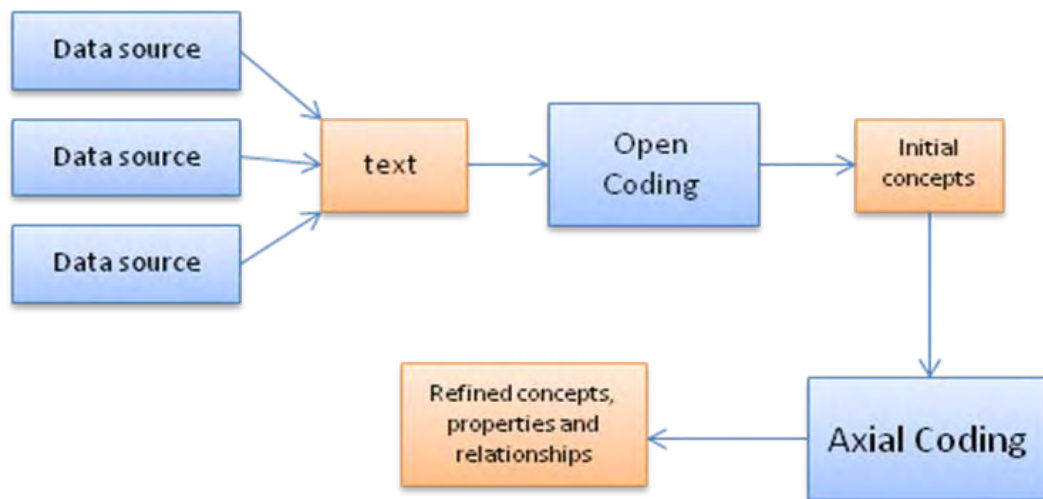 Data source
Data source
Data source
text
Open
Coding
Initial
concepts
Axial Coding
Refined concepts,
properties and
relationships